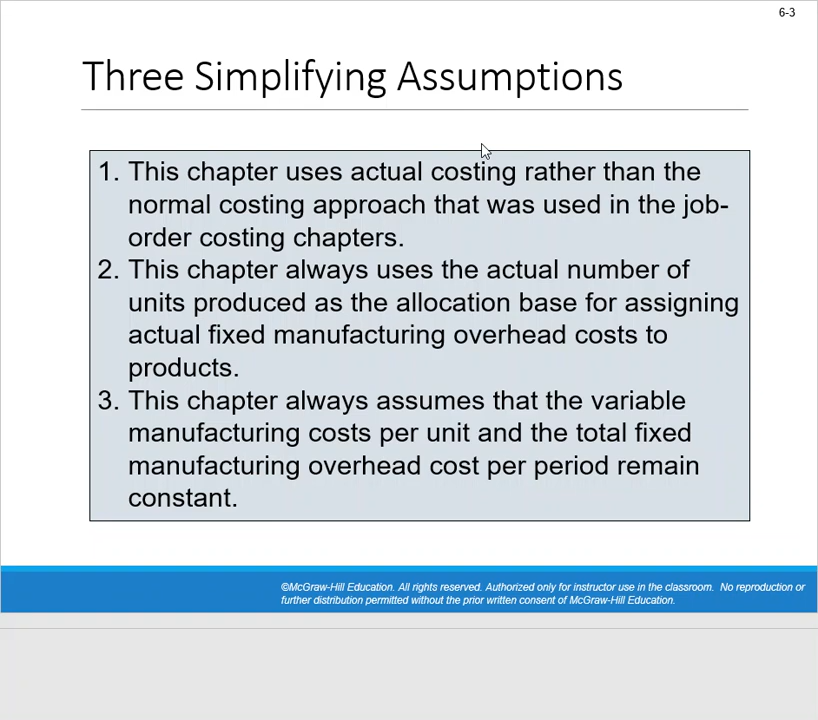 6-3
Three Simplifying Assumptions
1. This chapter uses actual costing rather than the
normal costing approach that was used in the job-
order costing chapters.
2. This chapter always uses the actual number of
units produced as the allocation base for assigning
actual fixed manufacturing overhead costs to
products.
3. This chapter always assumes that the variable
manufacturing costs per unit and the total fixed
manufacturing overhead cost per period remain
constant.
©McGraw-Hill Education. All rights reserved. Authorized only for instructor use in the classroom. No reproduction or
further distribution permitted without the prior written consent of McGraw-Hill Education.